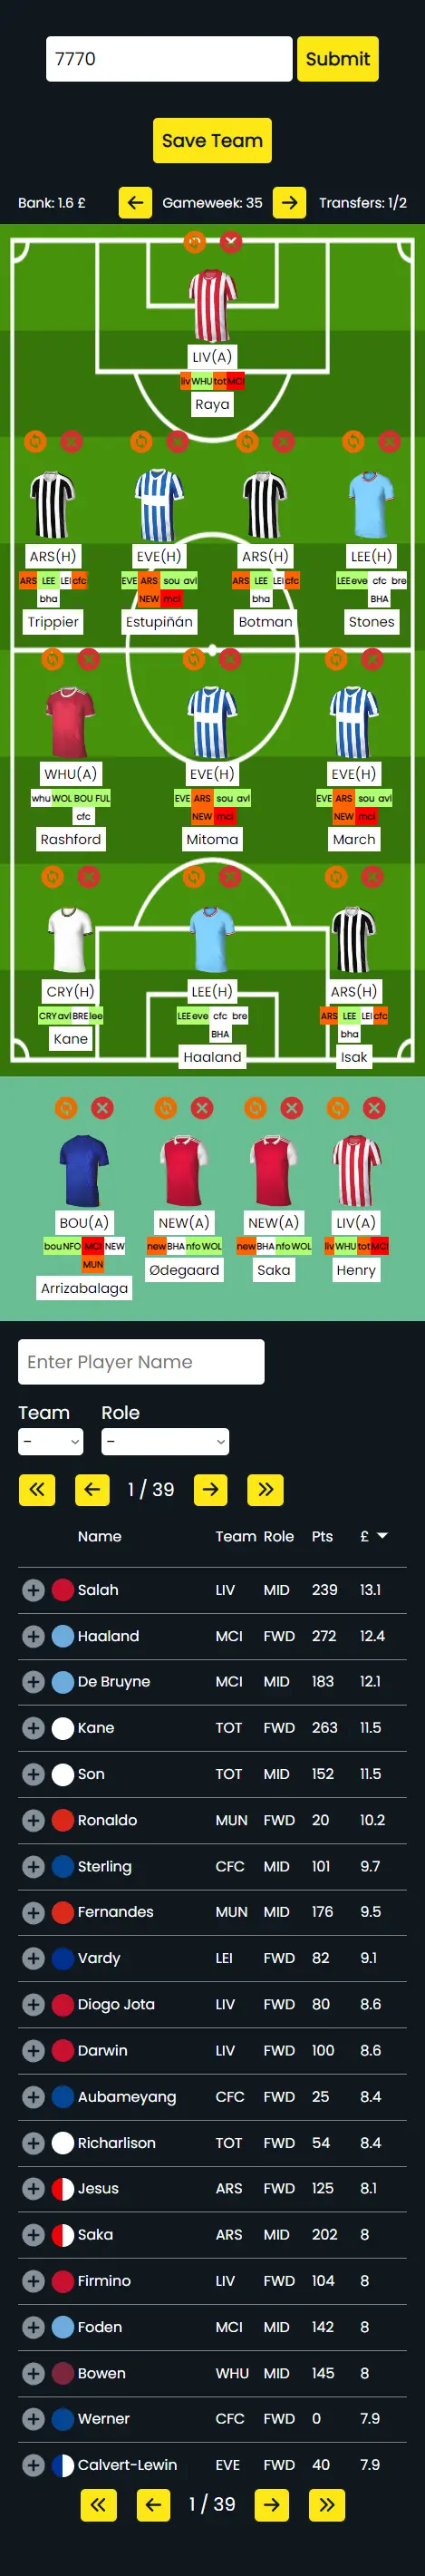 7770 Submit
Save Team
Bank: 1.6 £ Gameweek: 35 Transfers: 1/2
LIV(A)
liv WHU tot MCI
Raya
ARS(H) EVE(H) ARS(H) LEE(H)
ARS LEE LEI cfc EVE ARS sou avl ARS LEE LEI cfc LEE eve cfc bre
bha NEW mci bha BHA
Trippier Estupiñán Botman Stones
WHU(A) EVE(H) EVE(H)
whu WOL BOU FUL EVE ARS sou avl EVE ARS sou avl
cfc NEW mci NEW mci
Rashford Mitoma March
CRY(H) LEE(H) ARS(H)
CRY avl BRE lee LEE eve cfc bre ARS LEE LEI cfc
BHA bha
Kane Haaland Isak
BOU(A) NEW(A) NEW(A) LIV(A)
bou NFO MCI NEW new BHA nfo WOL new BHA nfo WOL liv WHU tot MCI
MUN
Arrizabalaga Ødegaard Saka Henry
Enter Player Name
Team Role
– –
1 / 39
Name Team Role Pts £
Salah LIV MID 239 13.1
Haaland MCI FWD 272 12.4
De Bruyne MCI MID 183 12.1
Kane TOT FWD 263 11.5
Son TOT MID 152 11.5
Ronaldo MUN FWD 20 10.2
Sterling CFC MID 101 9.7
Fernandes MUN MID 176 9.5
Vardy LEI FWD 82 9.1
Diogo Jota LIV FWD 80 8.6
Darwin LIV FWD 100 8.6
Aubameyang CFC FWD 25 8.4
Richarlison TOT FWD 54 8.4
Jesus ARS FWD 125 8.1
Saka ARS MID 202 8
Firmino LIV FWD 104 8
Foden MCI MID 142 8
Bowen WHU MID 145 8
Werner CFC FWD 0 7.9
Calvert-Lewin EVE FWD 40 7.9
1 / 39